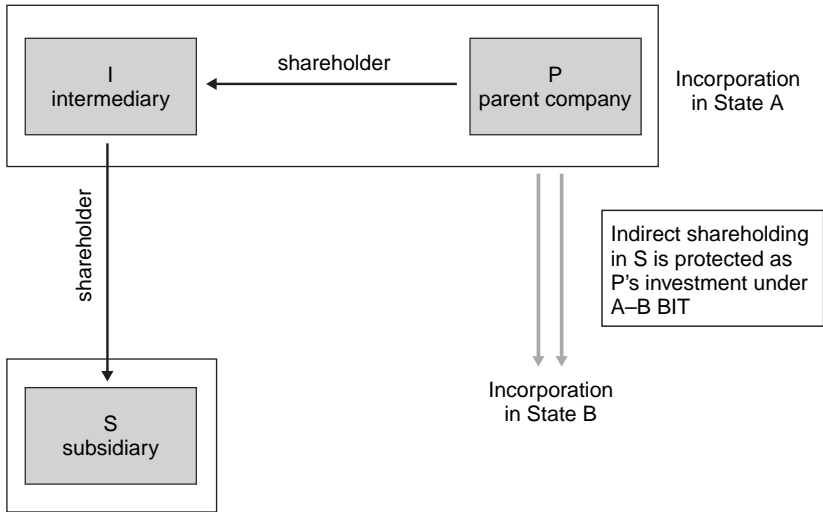 I
intermediary
shareholder
P
parent company
Incorporation
in State A
shareholder
Indirect shareholding
in S is protected as
P's investment under
A–B BIT
S
subsidiary
Incorporation
in State B